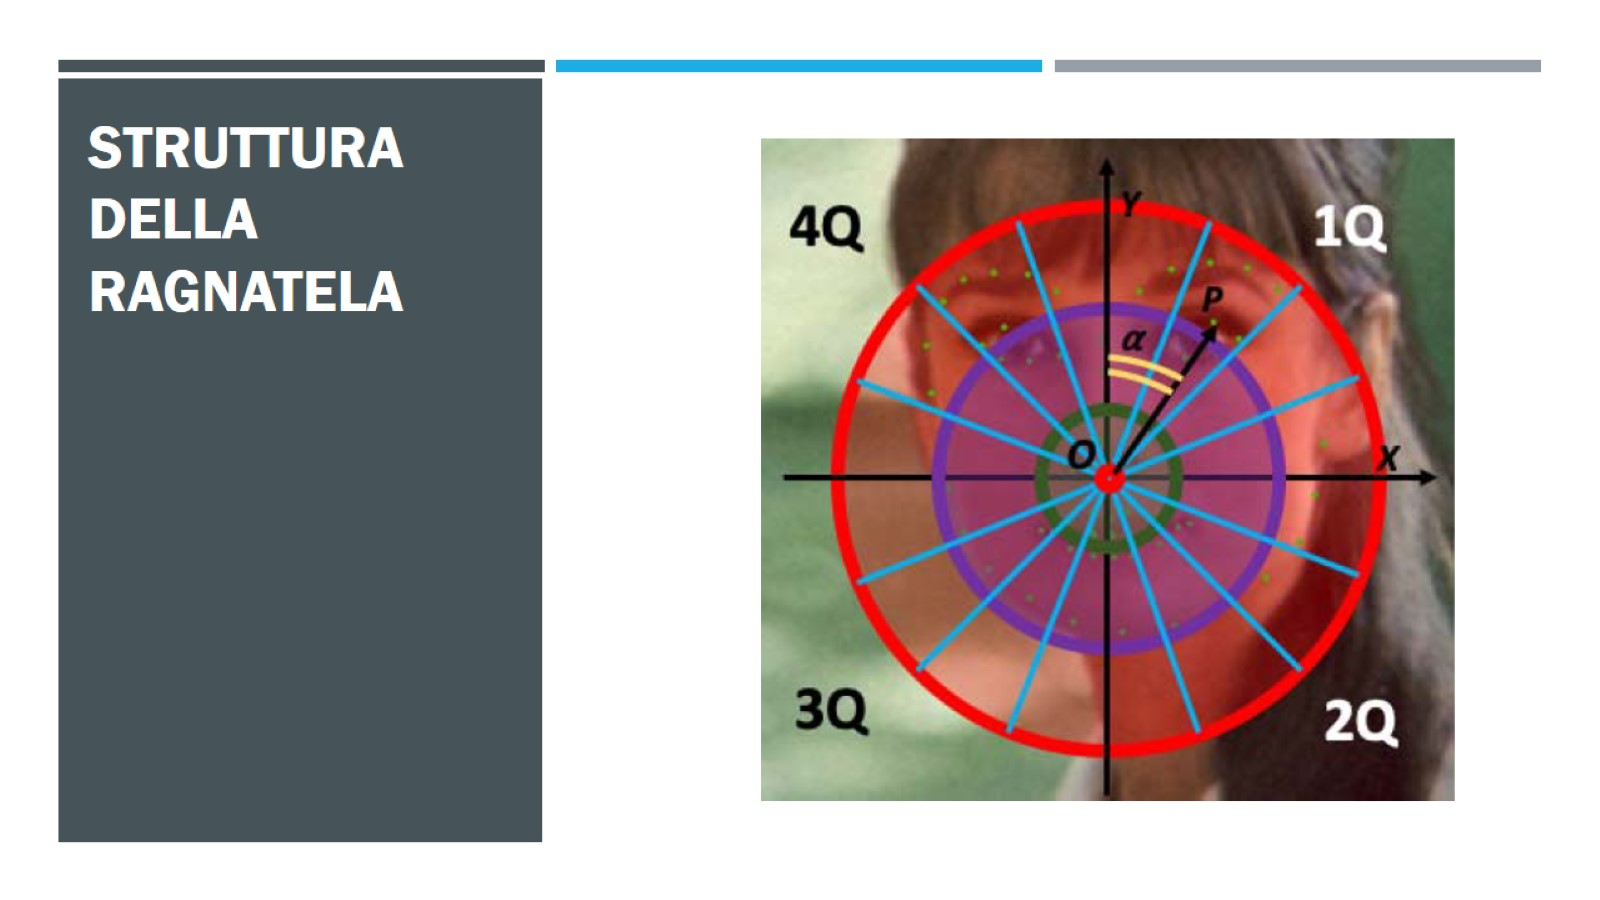 STRUTTURA
DELLA
RAGNATELA
4Q
Y
1Q
P
α
O
X
3Q
2Q